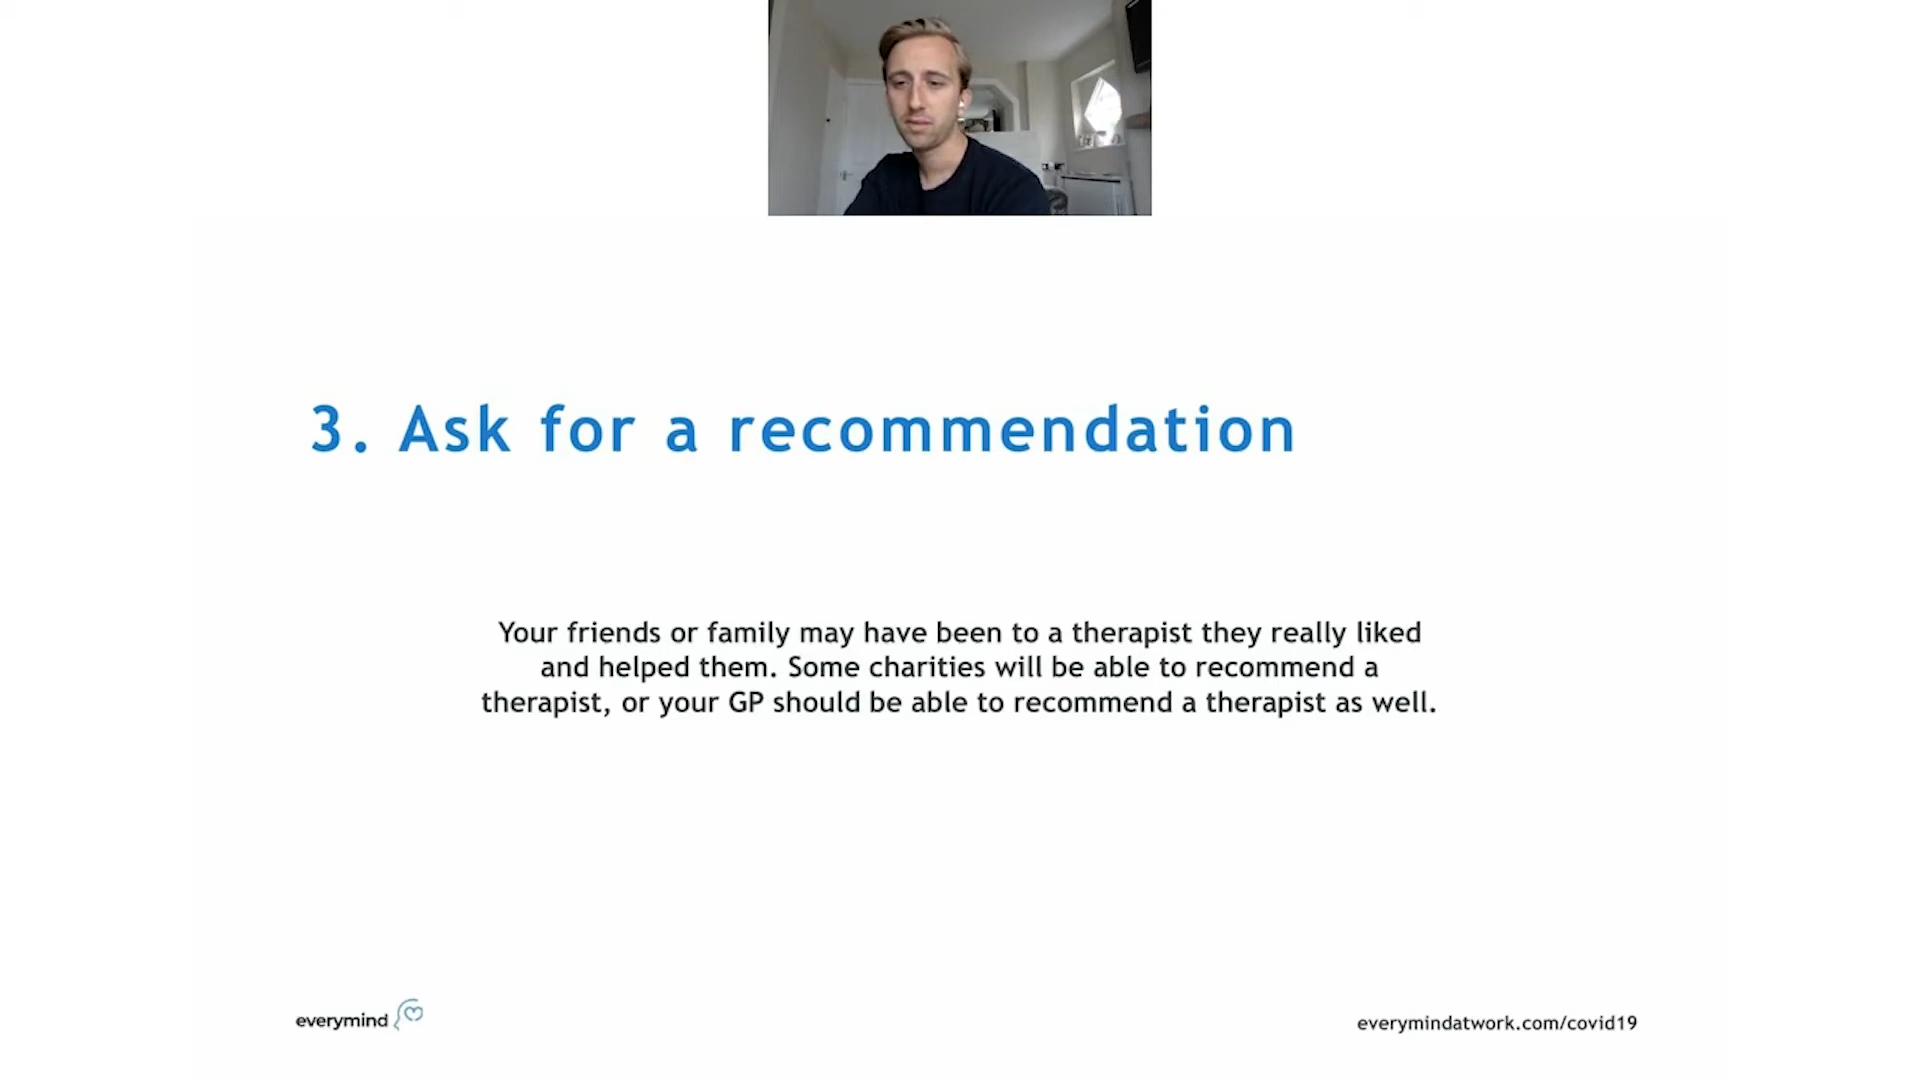 3. Ask for a recommendation
Your friends or family may have been to a therapist they really liked
and helped them. Some charities will be able to recommend a
therapist, or your GP should be able to recommend a therapist as well.
everymind
everymindatwork.com/covid19